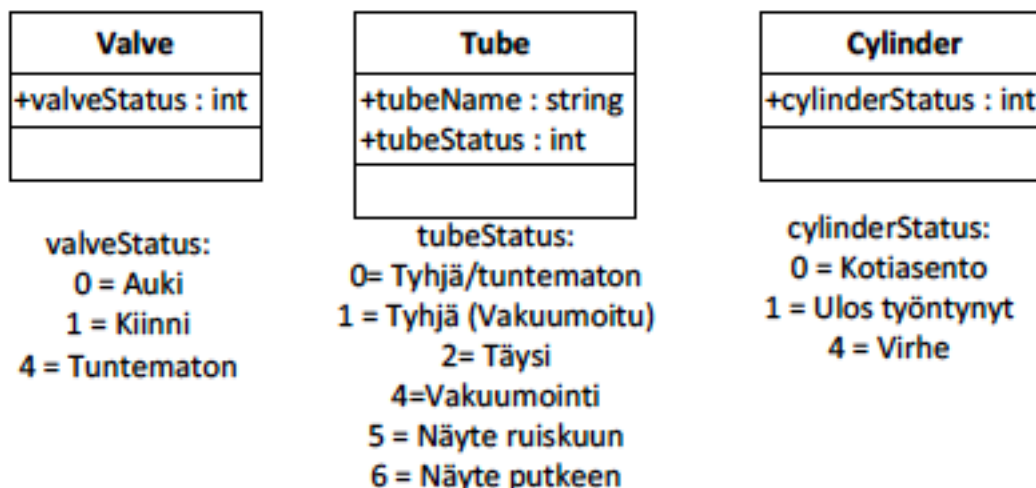 Valve
+valveStatus : int
valveStatus:
0 = Auki
1 = Kiinni
4 = Tuntematon
Tube
+tubeName : string
+tubeStatus : int
tubeStatus:
0= Tyhjä/tuntematon
1 = Tyhjä (Vakuumoitu)
2= Täysi
4=Vakuumointi
5 = Näyte ruiskuun
6 = Näyte putkeen
Cylinder
+cylinderStatus : int
cylinderStatus:
0 = Kotiasento
1 = Ulos työntynyt
4 = Virhe